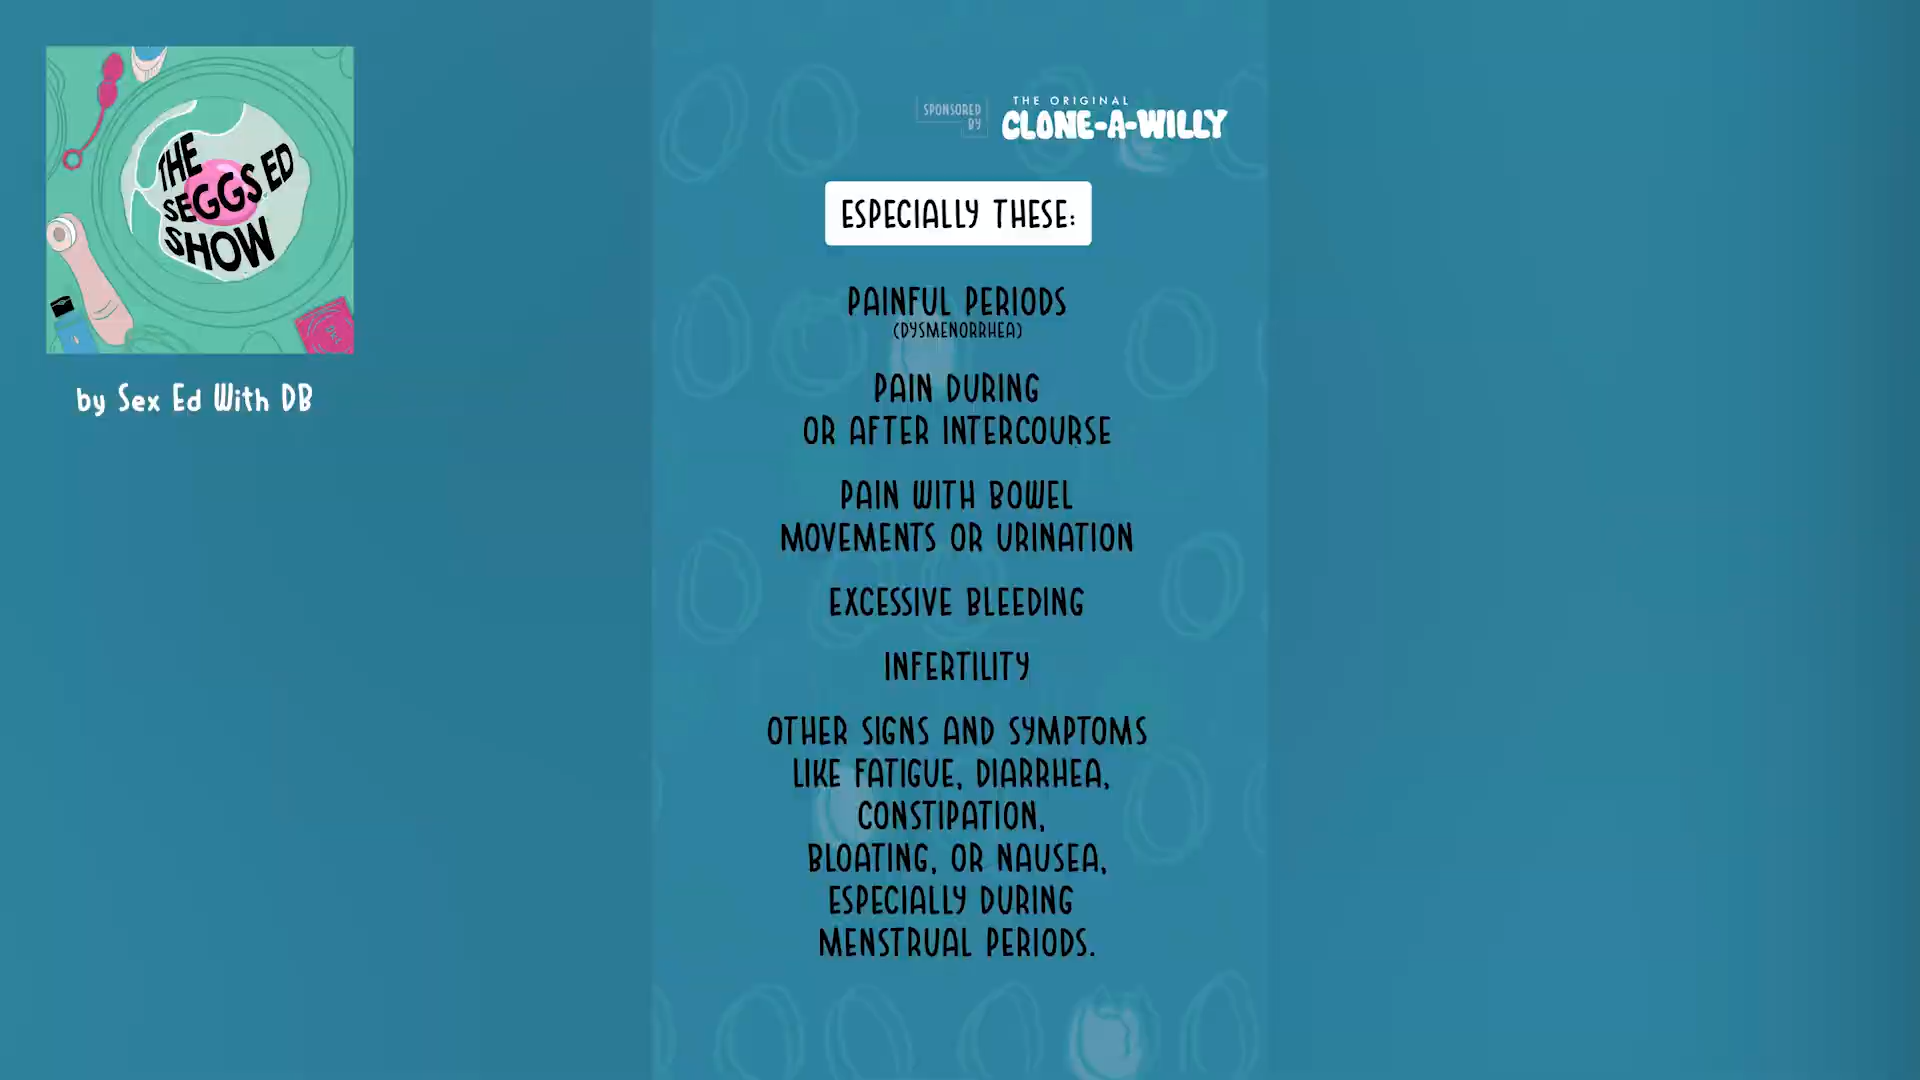 THE
SEGGS ED
SHOW
by Sex Ed With DB
SPONSORED
BY
THE ORIGINAL
CLONE-A-WILLY
ESPECIALLY THESE:
PAINFUL PERIODS
(DYSMENORRHEA)
PAIN DURING
OR AFTER INTERCOURSE
PAIN WITH BOWEL
MOVEMENTS OR URINATION
EXCESSIVE BLEEDING
INFERTILITY
OTHER SIGNS AND SYMPTOMS
LIKE FATIGUE, DIARRHEA,
CONSTIPATION,
BLOATING, OR NAUSEA,
ESPECIALLY DURING
MENSTRUAL PERIODS.